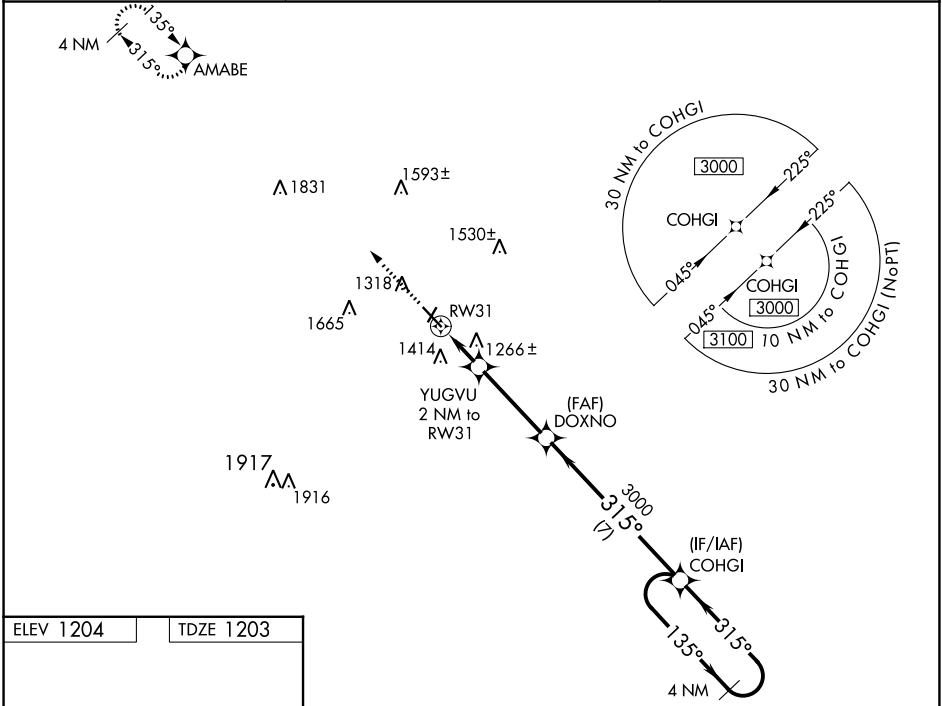 135°
4 NM
315°
AMABE
30 NM to COHGI
3000
225°
COHGI
045°
225°
COHGI
3000
045°
3100
10 NM to COHGI
30 NM to COHGI (NoPT)
1831
1593±
1530±
1318
1665
RW31
1414
1266±
YUGVU
2 NM to
RW31
(FAF)
DOXNO
1917
1916
3000
315°
(7)
(IF/IAF)
COHGI
135°
315°
4 NM
ELEV 1204
TDZE 1203